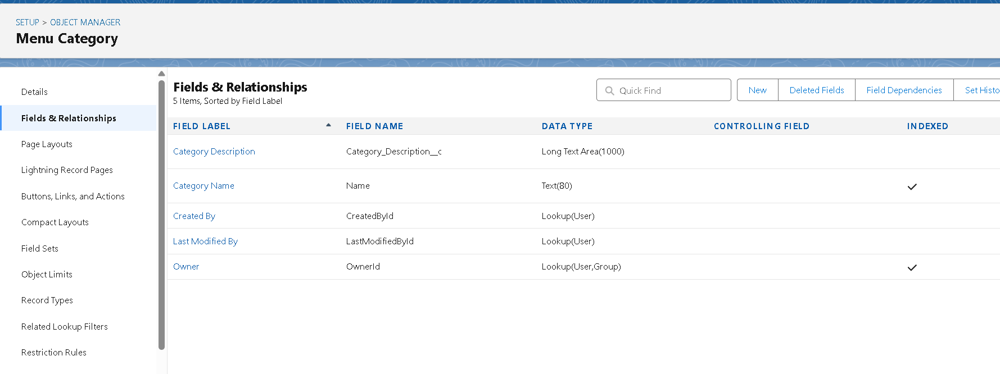 SETUP > OBJECT MANAGER
Menu Category
Details
Fields & Relationships
Page Layouts
Lightning Record Pages
Buttons, Links, and Actions
Compact Layouts
Field Sets
Object Limits
Record Types
Related Lookup Filters
Restriction Rules
Fields & Relationships
5 Items, Sorted by Field Label
Quick Find
New
Deleted Fields
Field Dependencies
Set Histo
FIELD LABEL FIELD NAME DATA TYPE CONTROLLING FIELD INDEXED
Category Description Category_Description__c Long Text Area(1000)
Category Name Name Text(80)
Created By CreatedById Lookup(User)
Last Modified By LastModifiedById Lookup(User)
Owner OwnerId Lookup(User,Group)